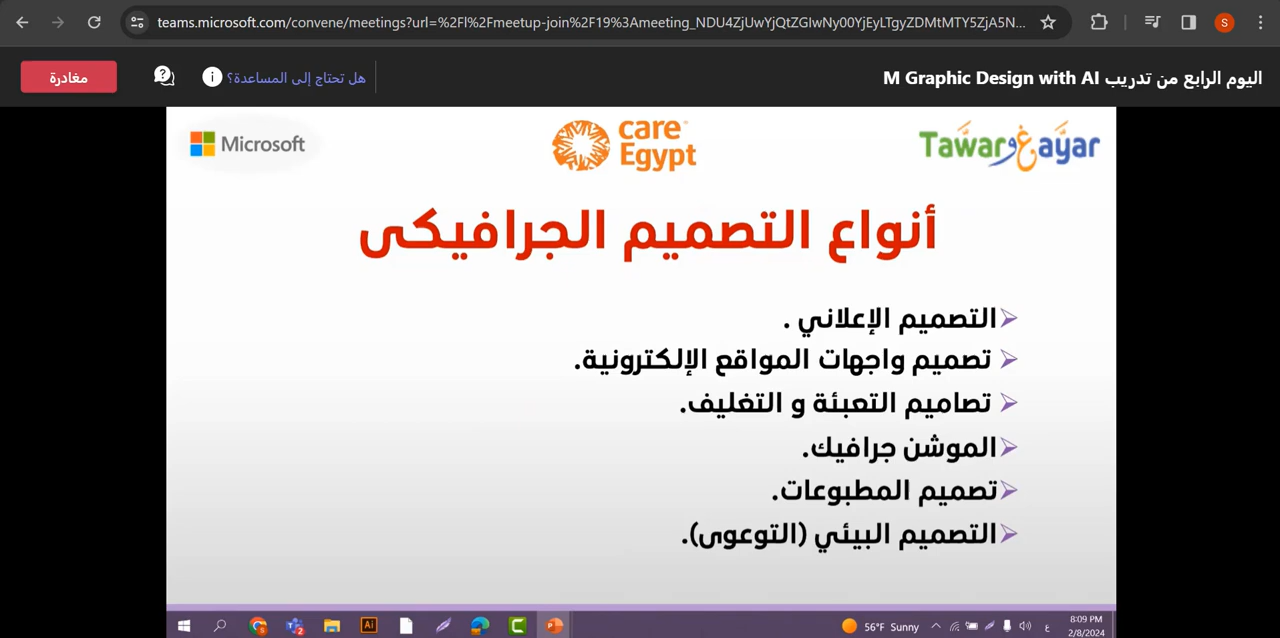 teams.microsoft.com/convene/meetings?url=%2Fl%2Fmeetup-join%2F19%3Ameeting_NDU4ZjUwYjQtZGIwNy00YjEyLTgyZDMtMTY5ZjA5N...
S
اليوم الرابع من تدريب M Graphic Design with AI
هل تحتاج إلى المساعدة؟
مغادرة
Microsoft
care Egypt
Tawar وغ ayar
أنواع التصميم الجرافيكى
التصميم الإعلاني .
تصميم واجهات المواقع الإلكترونية.
تصاميم التعبئة و التغليف.
الموشن جرافيك.
تصميم المطبوعات.
التصميم البيئي (التوعوى).
Ai
56°F Sunny
ع
8:09 PM
2/8/2024